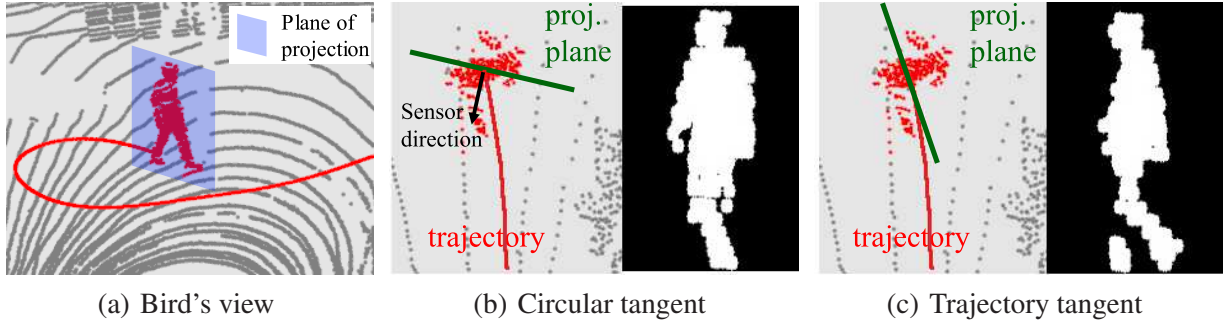 Plane of
projection
proj.
plane
Sensor
direction
trajectory
proj.
plane
trajectory
(a) Bird's view
(b) Circular tangent
(c) Trajectory tangent